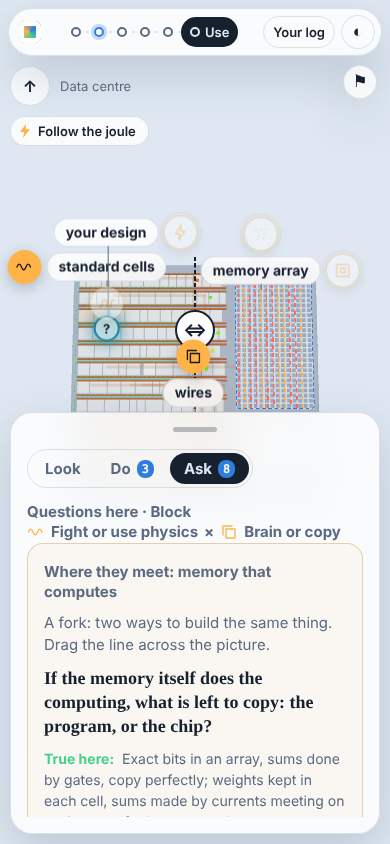 Use
Your log
Data centre
Follow the joule
your design
standard cells
memory array
?
wires
Look
Do 3
Ask 8
Questions here · Block
Fight or use physics × Brain or copy
Where they meet: memory that
computes
A fork: two ways to build the same thing.
Drag the line across the picture.
If the memory itself does the
computing, what is left to copy: the
program, or the chip?
True here: Exact bits in an array, sums done
by gates, copy perfectly; weights kept in
each cell, sums made by currents meeting on